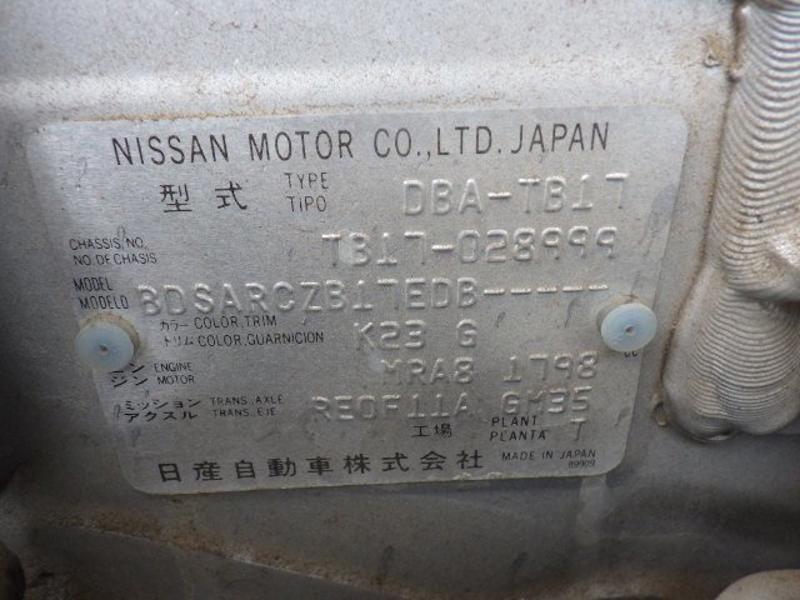 NISSAN MOTOR CO.,LTD. JAPAN
型式 TYPE TIPO DBA-TB17
CHASSIS/NO. NO.DE CHASIS TB17-028999
MODEL MODELO BDSARCZB17EDB-----
カラー COLOR,TRIM トリム COLOR,GUARNICION K23 G
ジン ENGINE MOTOR MRA8 1798 cc
ミッション TRANS.,AXLE アクスル TRANS.,EJE RE0F11A GM35
工場 PLANT PLANTA T
日産自動車株式会社 MADE IN JAPAN
89909